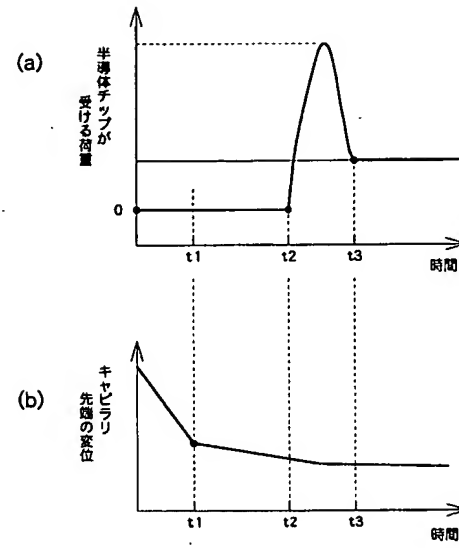 (a)
半導体チップが
受ける荷重
0
t1
t2
t3
時間
(b)
キャピラリ
先端の変位
t1
t2
t3
時間